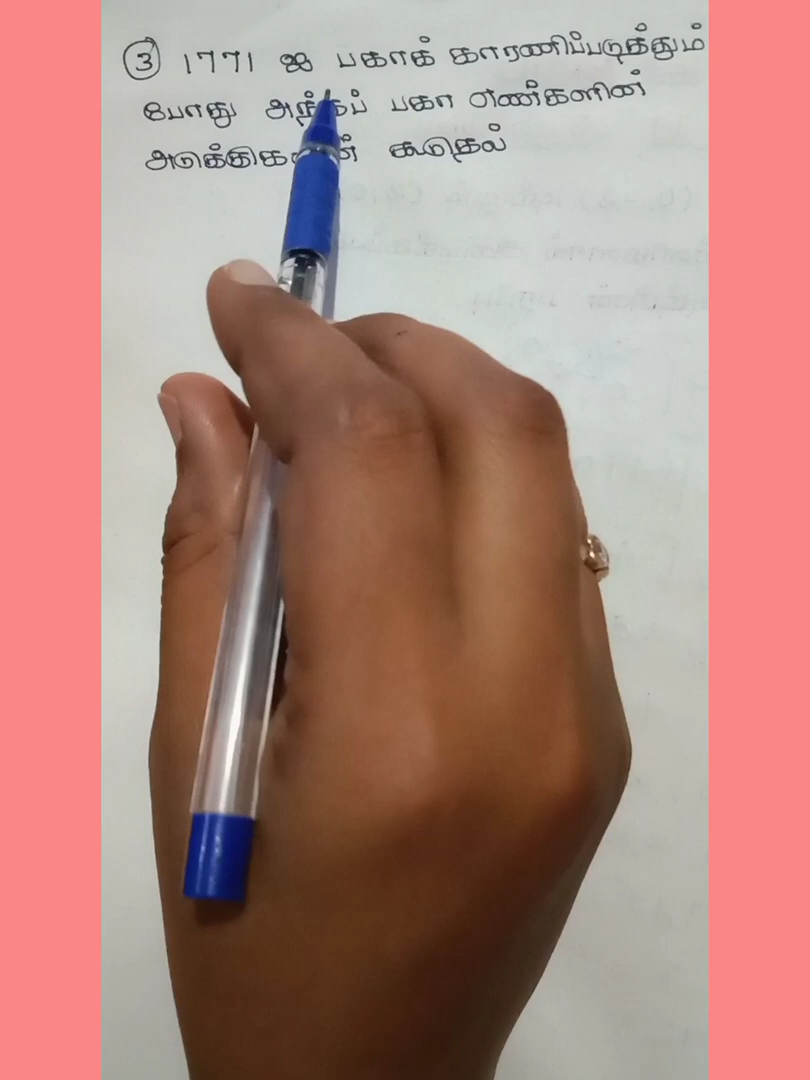 ③ 1771 ஐ பகாக் காரணிப்படுத்தும்
போது பகா எண்களின்
கூடுதல்